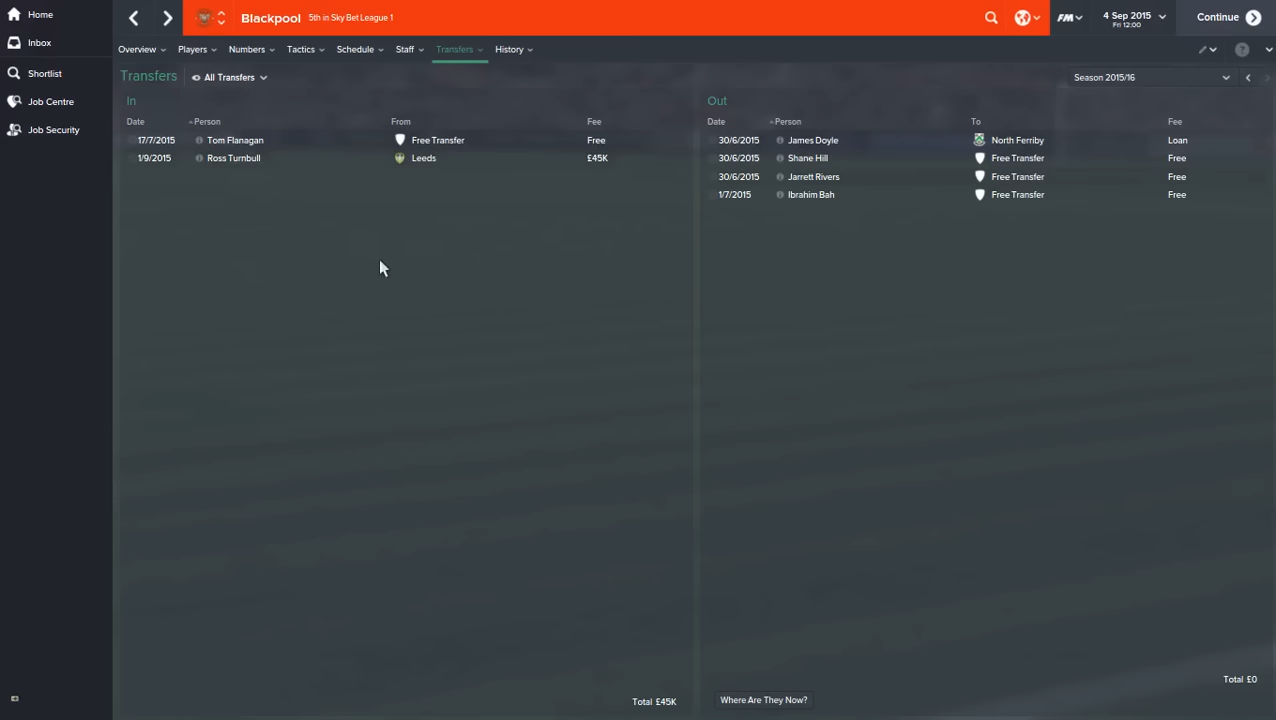 Home
Inbox
Shortlist
Job Centre
Job Security
Blackpool 5th in Sky Bet League 1
FM 4 Sep 2015 Fri 12:00 Continue
Overview Players Numbers Tactics Schedule Staff Transfers History ?
Transfers All Transfers Season 2015/16
In
Date Person From Fee
17/7/2015 Tom Flanagan Free Transfer Free
1/9/2015 Ross Turnbull Leeds £45K
Total £45K
Out
Date Person To Fee
30/6/2015 James Doyle North Ferriby Loan
30/6/2015 Shane Hill Free Transfer Free
30/6/2015 Jarrett Rivers Free Transfer Free
1/7/2015 Ibrahim Bah Free Transfer Free
Total £0
Where Are They Now?